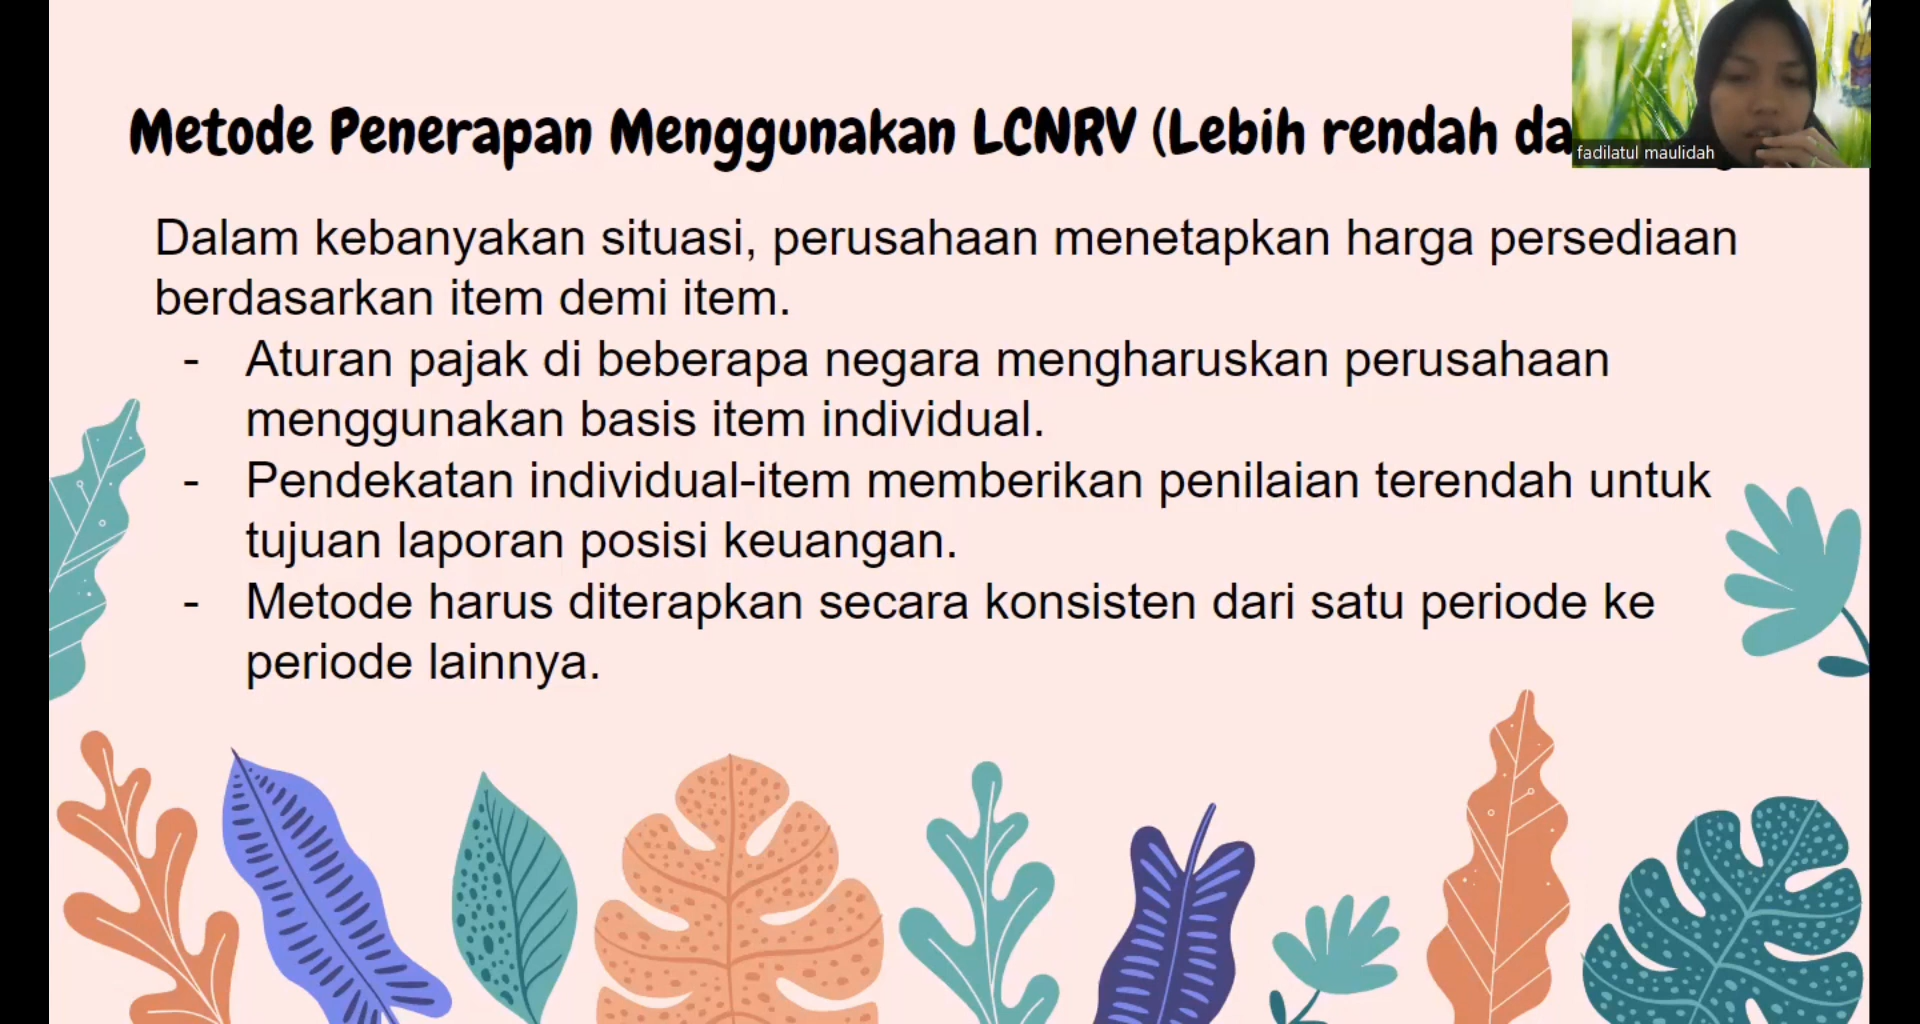 Metode Penerapan Menggunakan LCNRV (Lebih rendah
fadilatul maulidah
Dalam kebanyakan situasi, perusahaan menetapkan harga persediaan
berdasarkan item demi item.
- Aturan pajak di beberapa negara mengharuskan perusahaan
menggunakan basis item individual.
- Pendekatan individual-item memberikan penilaian terendah untuk
tujuan laporan posisi keuangan.
- Metode harus diterapkan secara konsisten dari satu periode ke
periode lainnya.